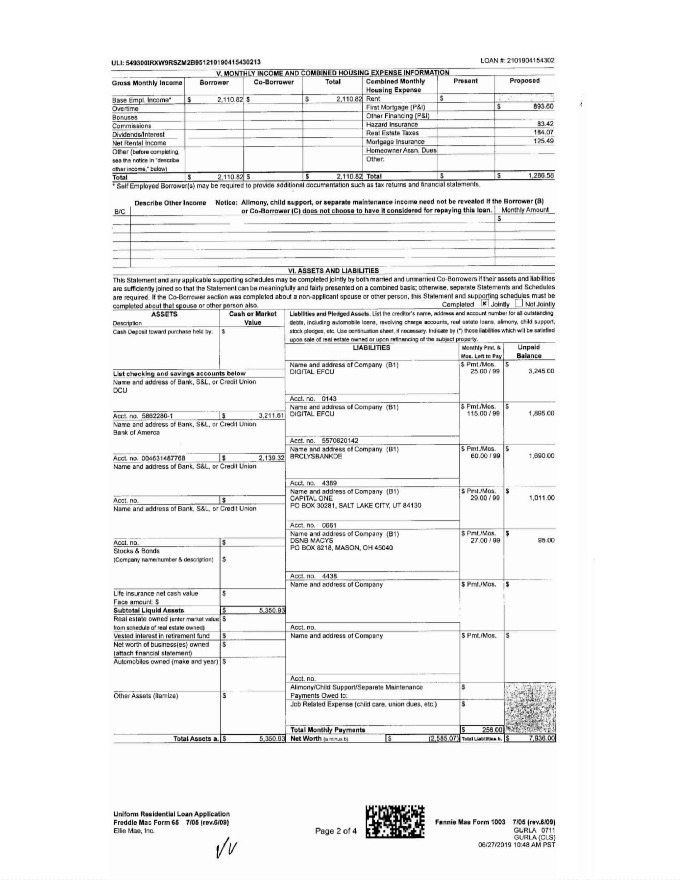 ULI: 549300IRXW9RSZM2B951210190415430213
LOAN #: 2101904154302
V. MONTHLY INCOME AND COMBINED HOUSING EXPENSE INFORMATION
Gross Monthly Income Borrower Co-Borrower Total Combined Monthly Housing Expense Present Proposed
Base Empl. Income* $ 2,110.82 $ $ 2,110.82 Rent $
Overtime First Mortgage (P&I) $ 893.60
Bonuses Other Financing (P&I)
Commissions Hazard Insurance 83.42
Dividends/Interest Real Estate Taxes 184.07
Net Rental Income Mortgage Insurance 125.49
Other (before completing, Homeowner Assn. Dues
see the notice in "describe Other:
other income," below)
Total $ 2,110.82 $ $ 2,110.82 Total $ $ 1,286.58
* Self Employed Borrower(s) may be required to provide additional documentation such as tax returns and financial statements.
Describe Other Income Notice: Alimony, child support, or separate maintenance income need not be revealed if the Borrower (B)
B/C or Co-Borrower (C) does not choose to have it considered for repaying this loan. Monthly Amount
$
VI. ASSETS AND LIABILITIES
This Statement and any applicable supporting schedules may be completed jointly by both married and unmarried Co-Borrowers if their assets and liabilities
are sufficiently joined so that the Statement can be meaningfully and fairly presented on a combined basis; otherwise, separate Statements and Schedules
are required. If the Co-Borrower section was completed about a non-applicant spouse or other person, this Statement and supporting schedules must be
completed about that spouse or other person also. Completed Jointly Not Jointly
ASSETS Cash or Market Value
Description
Cash Deposit toward purchase held by: $
List checking and savings accounts below
Name and address of Bank, S&L, or Credit Union
DCU
Acct. no. 5862280-1 $ 3,211.61
Name and address of Bank, S&L, or Credit Union
Bank of America
Acct. no. 004631487768 $ 2,139.32
Name and address of Bank, S&L, or Credit Union
Acct. no. $
Name and address of Bank, S&L, or Credit Union
Acct. no. $
Stocks & Bonds
(Company name/number & description) $
Life insurance net cash value $
Face amount: $
Subtotal Liquid Assets $ 5,350.93
Real estate owned (enter market value $
from schedule of real estate owned)
Vested interest in retirement fund $
Net worth of business(es) owned $
(attach financial statement)
Automobiles owned (make and year) $
Other Assets (itemize) $
Total Assets a. $ 5,350.93
Liabilities and Pledged Assets. List the creditor's name, address and account number for all outstanding
debts, including automobile loans, revolving charge accounts, real estate loans, alimony, child support,
stock pledges, etc. Use continuation sheet, if necessary. Indicate by (*) those liabilities which will be satisfied
upon sale of real estate owned or upon refinancing of the subject property.
LIABILITIES Monthly Pmt. & Mos. Left to Pay Unpaid Balance
Name and address of Company (B1) $ Pmt./Mos. $
DIGITAL EFCU 25.00 / 99 3,245.00
Acct. no. 0143
Name and address of Company (B1) $ Pmt./Mos. $
DIGITAL EFCU 115.00 / 99 1,895.00
Acct. no. 5570820142
Name and address of Company (B1) $ Pmt./Mos. $
BRCLYSBANKDE 60.00 / 99 1,690.00
Acct. no. 4389
Name and address of Company (B1) $ Pmt./Mos. $
CAPITAL ONE 29.00 / 99 1,011.00
PO BOX 30281, SALT LAKE CITY, UT 84130
Acct. no. 0661
Name and address of Company (B1) $ Pmt./Mos. $
DSNB MACYS 27.00 / 99 95.00
PO BOX 8218, MASON, OH 45040
Acct. no. 4438
Name and address of Company $ Pmt./Mos. $
Acct. no.
Name and address of Company $ Pmt./Mos. $
Acct. no.
Alimony/Child Support/Separate Maintenance $
Payments Owed to:
Job Related Expense (child care, union dues, etc.) $
Total Monthly Payments $ 256.00
Net Worth (a minus b) $ (2,585.07) Total Liabilities b. $ 7,936.00
Uniform Residential Loan Application
Freddie Mac Form 65 7/05 (rev.6/09)
Ellie Mae, Inc.
Page 2 of 4
Fannie Mae Form 1003 7/05 (rev.6/09)
GURLA 0711
GURLA (CLS)
06/27/2019 10:48 AM PST